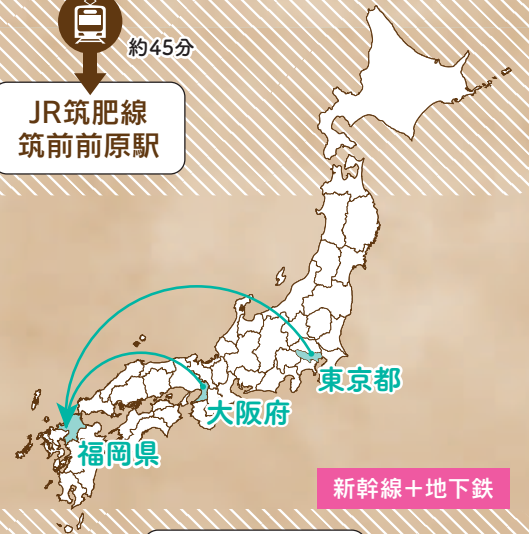 約45分
JR筑肥線
筑前前原駅
東京都
大阪府
福岡県
新幹線＋地下鉄